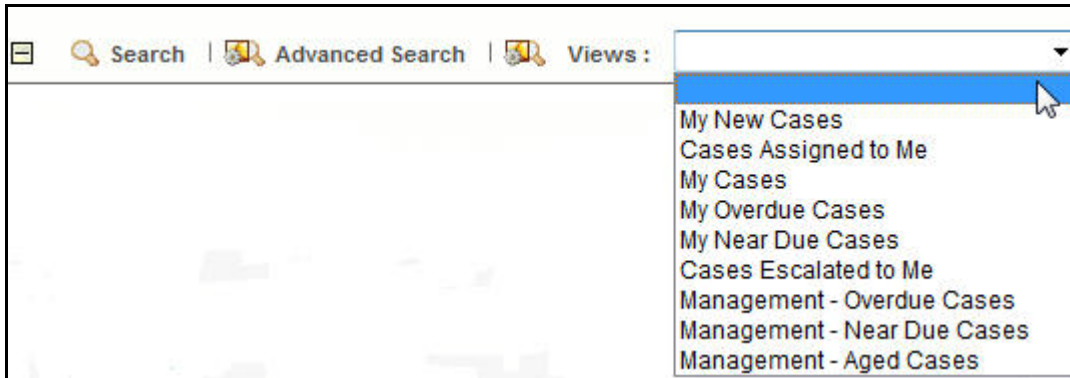 Search | Advanced Search | Views :
My New Cases
Cases Assigned to Me
My Cases
My Overdue Cases
My Near Due Cases
Cases Escalated to Me
Management - Overdue Cases
Management - Near Due Cases
Management - Aged Cases